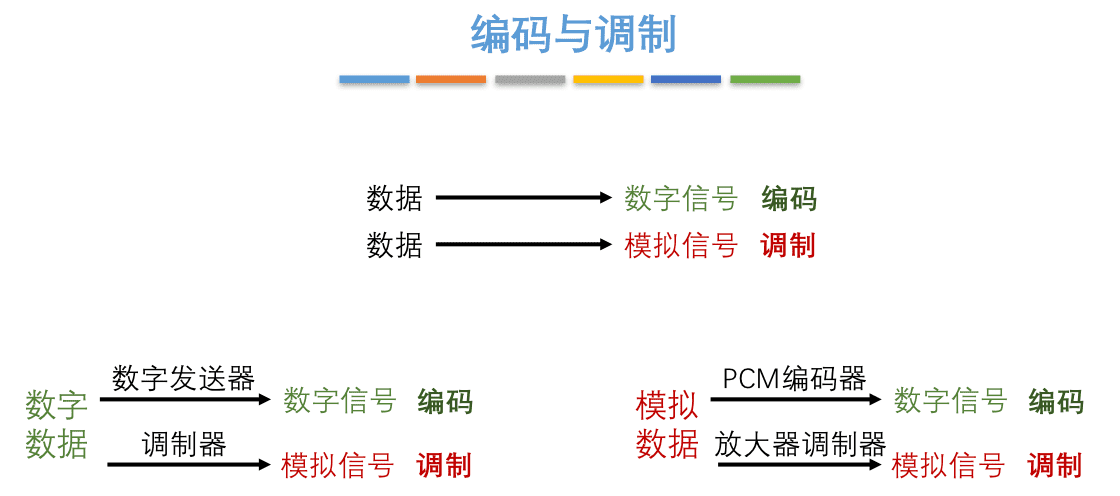 编码与调制
数据 数字信号 编码
数据 模拟信号 调制
数字数据
数字发送器
数字信号 编码
调制器
模拟信号 调制
模拟数据
PCM编码器
数字信号 编码
放大器调制器
模拟信号 调制